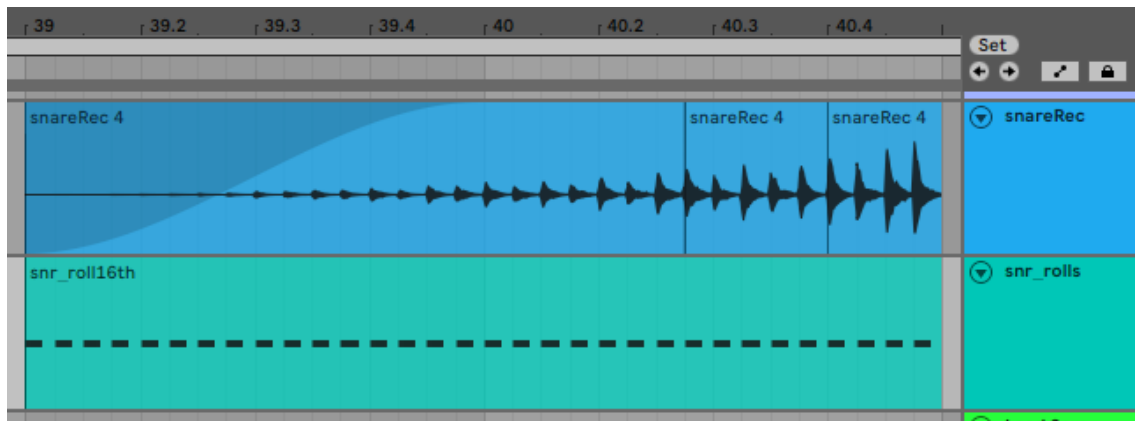 39 39.2 39.3 39.4 40 40.2 40.3 40.4
Set
snareRec 4 snareRec 4 snareRec 4 snareRec
snr_roll16th snr_rolls